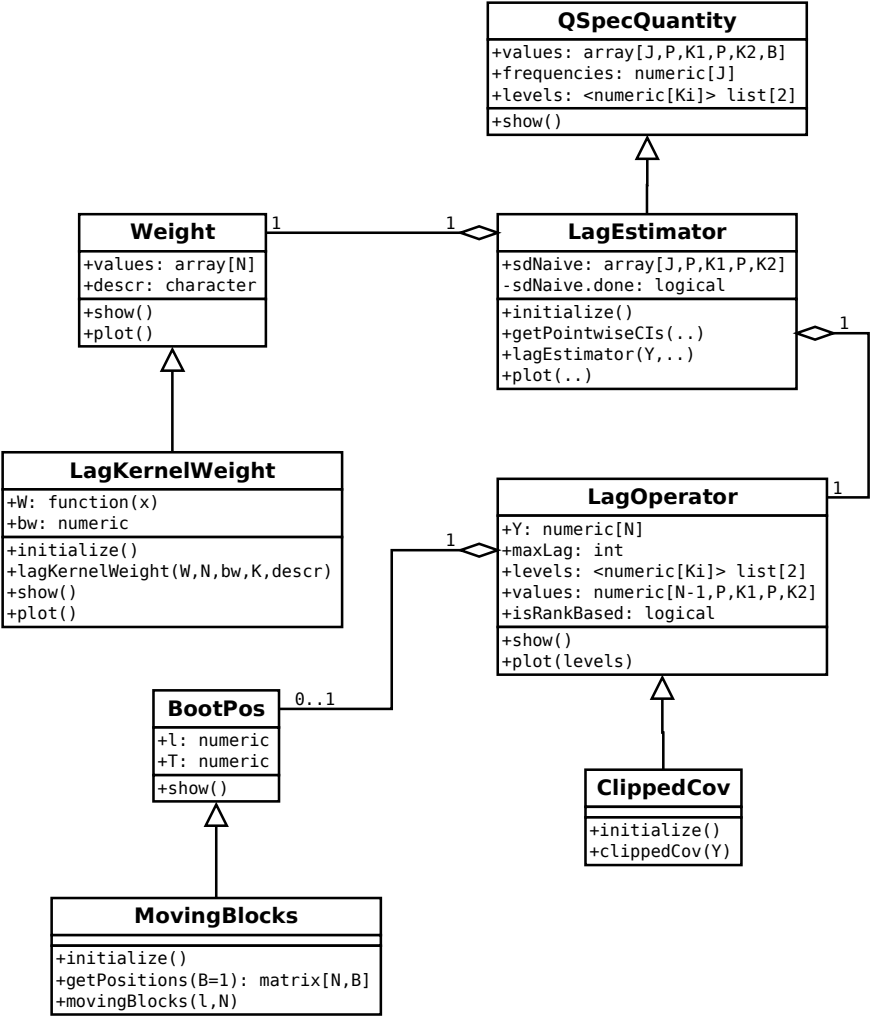 QSpecQuantity
+values: array[J,P,K1,P,K2,B]
+frequencies: numeric[J]
+levels: <numeric[Ki]> list[2]
+show()
Weight
+values: array[N]
+descr: character
+show()
+plot()
1
1
LagEstimator
+sdNaive: array[J,P,K1,P,K2]
-sdNaive.done: logical
+initialize()
+getPointwiseCIs(..)
+lagEstimator(Y,..)
+plot(..)
1
LagKernelWeight
+W: function(x)
+bw: numeric
+initialize()
+lagKernelWeight(W,N,bw,K,descr)
+show()
+plot()
LagOperator
+Y: numeric[N]
+maxLag: int
+levels: <numeric[Ki]> list[2]
+values: numeric[N-1,P,K1,P,K2]
+isRankBased: logical
+show()
+plot(levels)
1
1
BootPos
+l: numeric
+T: numeric
+show()
0..1
ClippedCov
+initialize()
+clippedCov(Y)
MovingBlocks
+initialize()
+getPositions(B=1): matrix[N,B]
+movingBlocks(l,N)